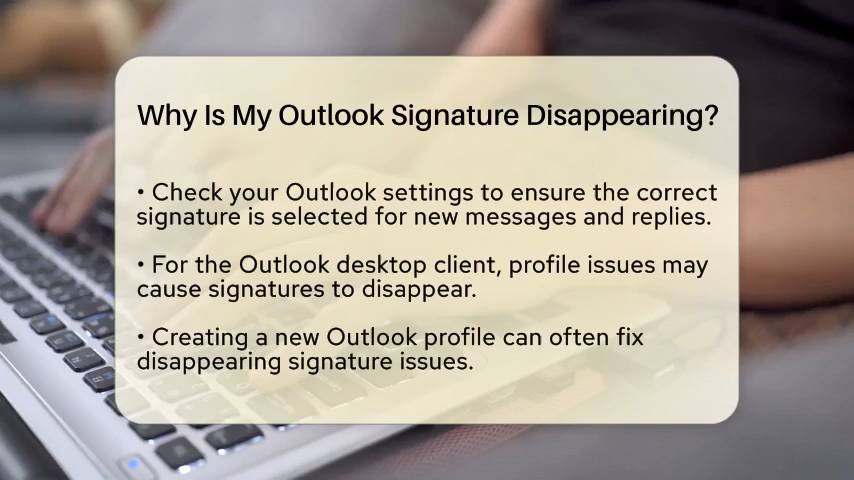 Why Is My Outlook Signature Disappearing?
• Check your Outlook settings to ensure the correct
signature is selected for new messages and replies.
• For the Outlook desktop client, profile issues may
cause signatures to disappear.
• Creating a new Outlook profile can often fix
disappearing signature issues.